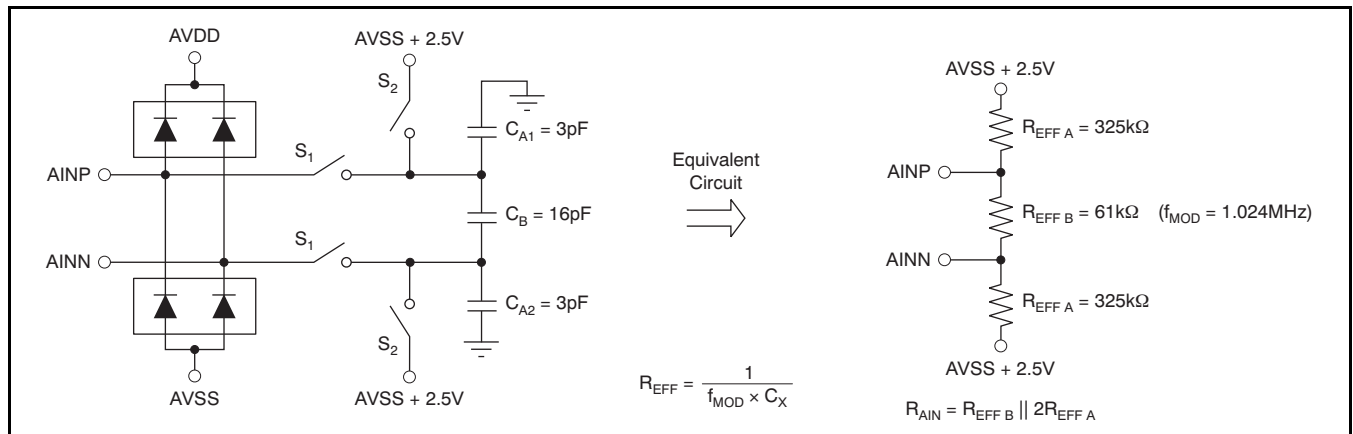 AVDD
AVSS + 2.5V
S2
CA1 = 3pF
S1
AINP
CB = 16pF
S1
AINN
CA2 = 3pF
S2
AVSS
AVSS + 2.5V
Equivalent
Circuit
REFF = 1 / fMOD × CX
AVSS + 2.5V
REFF A = 325kΩ
AINP
REFF B = 61kΩ (fMOD = 1.024MHz)
AINN
REFF A = 325kΩ
AVSS + 2.5V
RAIN = REFF B || 2REFF A